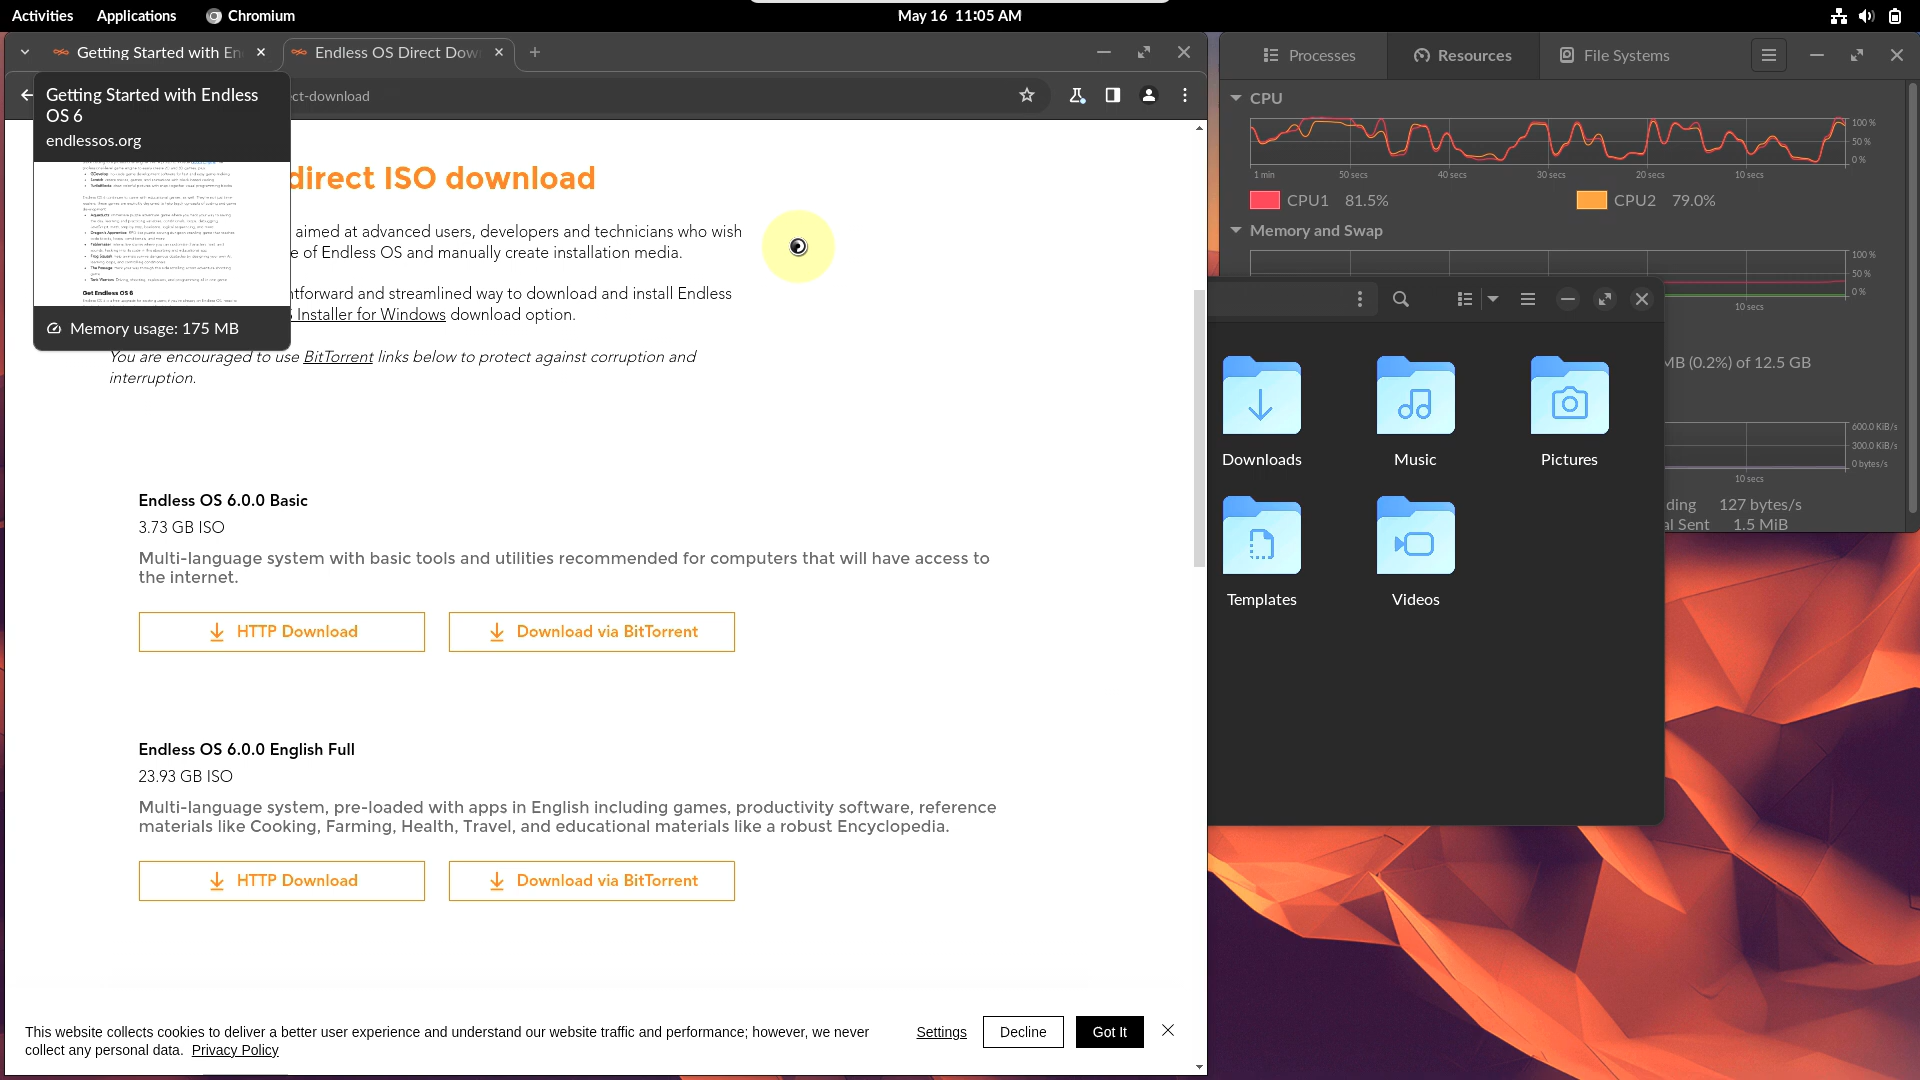 Activities
Applications
Chromium
May 16 11:05 AM
Getting Started with En
Endless OS Direct Dow
ct-download
Getting Started with Endless
OS 6
endlessos.org
Get Endless OS 6
Memory usage: 175 MB
direct ISO download
aimed at advanced users, developers and technicians who wish
e of Endless OS and manually create installation media.
ntforward and streamlined way to download and install Endless
Installer for Windows download option.
You are encouraged to use BitTorrent links below to protect against corruption and
interruption.
Endless OS 6.0.0 Basic
3.73 GB ISO
Multi-language system with basic tools and utilities recommended for computers that will have access to
the internet.
HTTP Download
Download via BitTorrent
Endless OS 6.0.0 English Full
23.93 GB ISO
Multi-language system, pre-loaded with apps in English including games, productivity software, reference
materials like Cooking, Farming, Health, Travel, and educational materials like a robust Encyclopedia.
HTTP Download
Download via BitTorrent
This website collects cookies to deliver a better user experience and understand our website traffic and performance; however, we never
collect any personal data. Privacy Policy
Settings
Decline
Got It
Processes
Resources
File Systems
CPU
100 %
50 %
0 %
1 min
50 secs
40 secs
30 secs
20 secs
10 secs
CPU1 81.5%
CPU2 79.0%
Memory and Swap
100 %
50 %
0 %
10 secs
MB (0.2%) of 12.5 GB
600.0 KiB/s
300.0 KiB/s
0 bytes/s
10 secs
ding 127 bytes/s
al Sent 1.5 MiB
Downloads
Music
Pictures
Templates
Videos